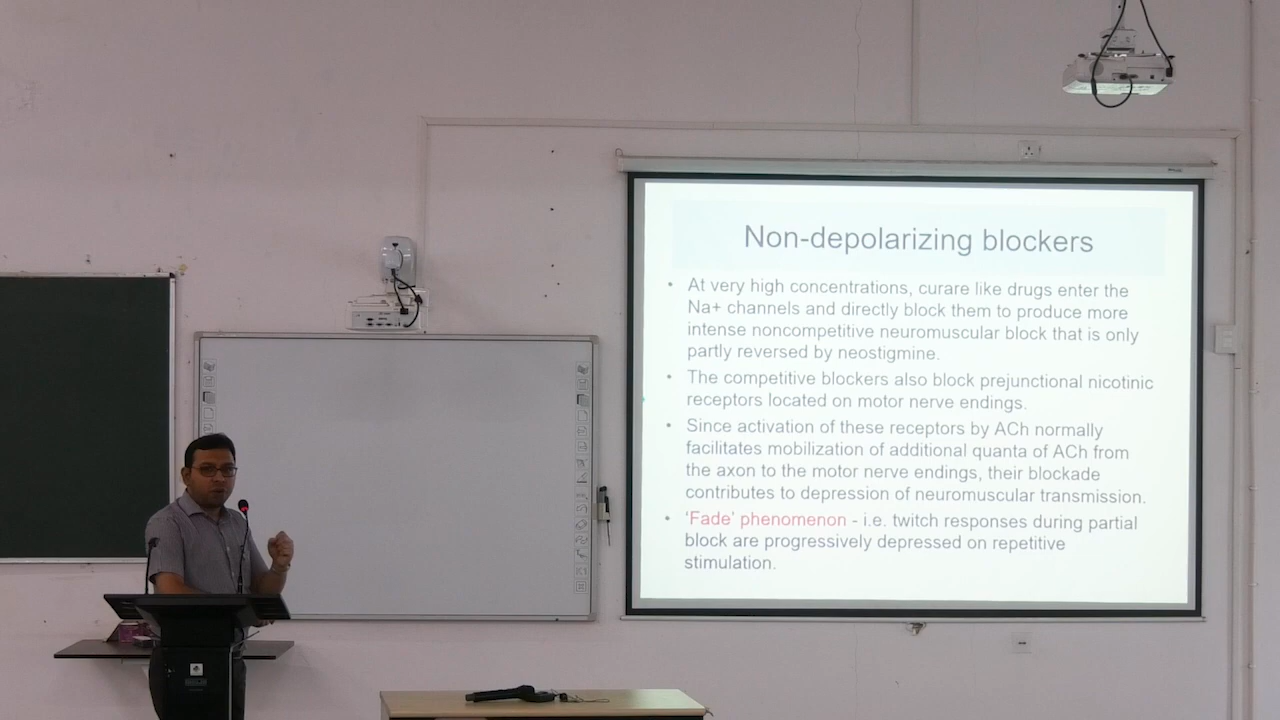 Non-depolarizing blockers
• At very high concentrations, curare like drugs enter the
Na+ channels and directly block them to produce more
intense noncompetitive neuromuscular block that is only
partly reversed by neostigmine.
• The competitive blockers also block prejunctional nicotinic
receptors located on motor nerve endings.
• Since activation of these receptors by ACh normally
facilitates mobilization of additional quanta of ACh from
the axon to the motor nerve endings, their blockade
contributes to depression of neuromuscular transmission.
• 'Fade' phenomenon - i.e. twitch responses during partial
block are progressively depressed on repetitive
stimulation.